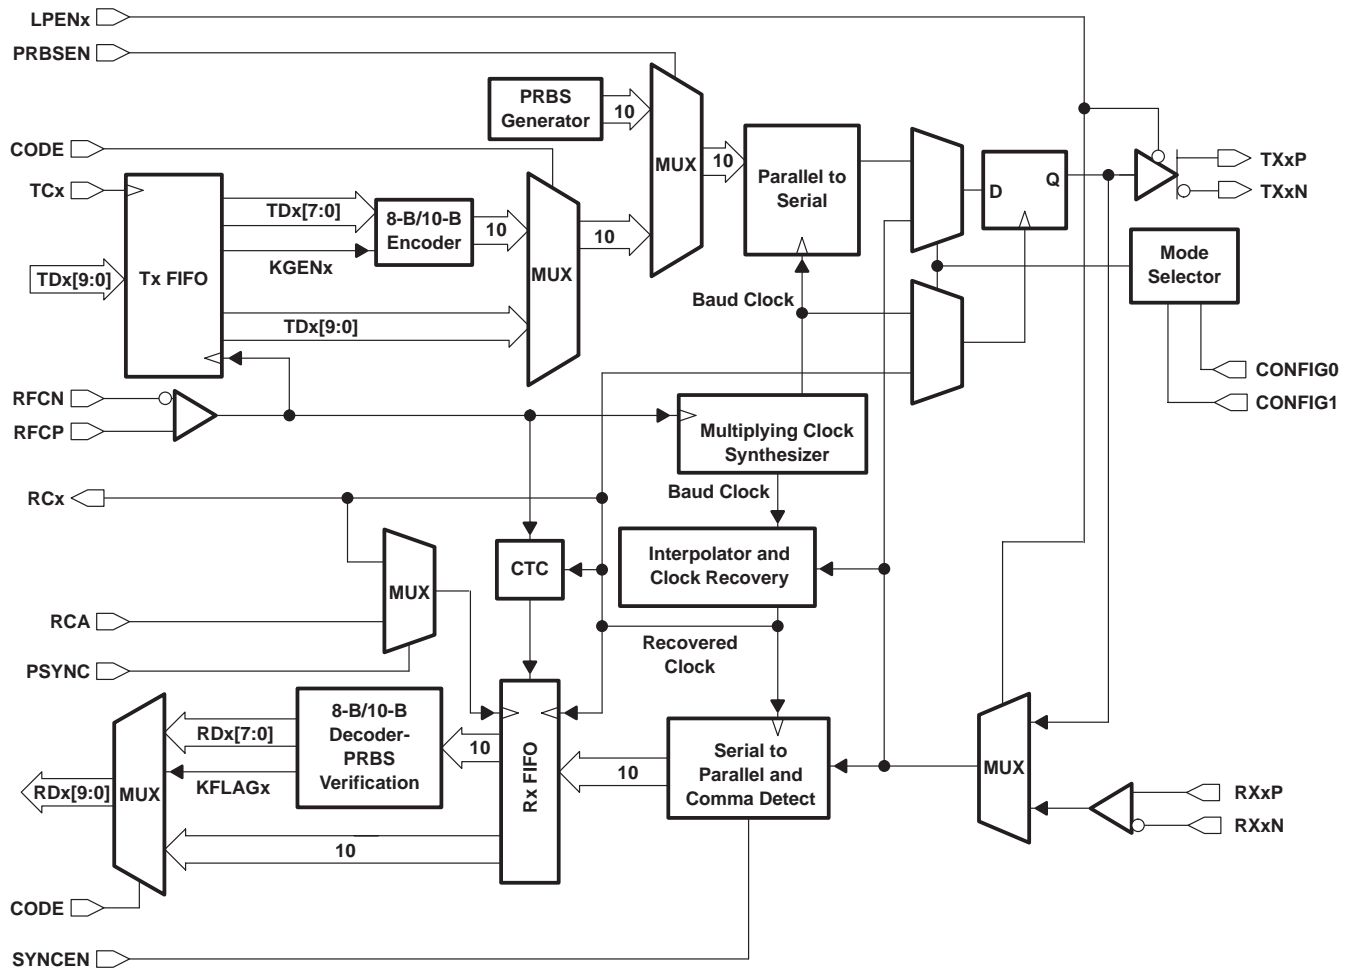 LPENx
PRBSEN
PRBS
Generator
10
CODE
MUX
10
Parallel to
Serial
D
Q
TXxP
TXxN
TCx
TDx[7:0]
8-B/10-B
Encoder
10
10
KGENx
MUX
TDx[9:0]
Tx FIFO
TDx[9:0]
Baud Clock
Mode
Selector
CONFIG0
CONFIG1
RFCN
RFCP
Multiplying Clock
Synthesizer
RCx
Baud Clock
Interpolator and
Clock Recovery
CTC
MUX
RCA
Recovered
Clock
PSYNC
8-B/10-B
Decoder-
PRBS
Verification
RDx[7:0]
10
Rx FIFO
10
Serial to
Parallel and
Comma Detect
MUX
KFLAGx
RDx[9:0]
MUX
RXxP
RXxN
10
CODE
SYNCEN